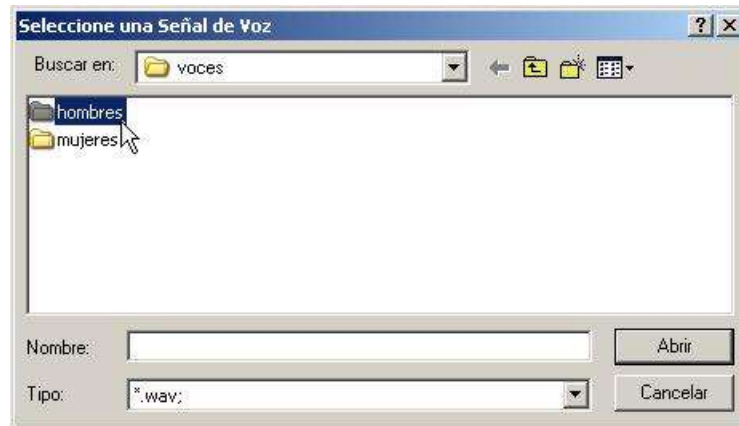 Seleccione una Señal de Voz
Buscar en: voces
hombres
mujeres
Nombre: Abrir
Tipo: *.wav; Cancelar